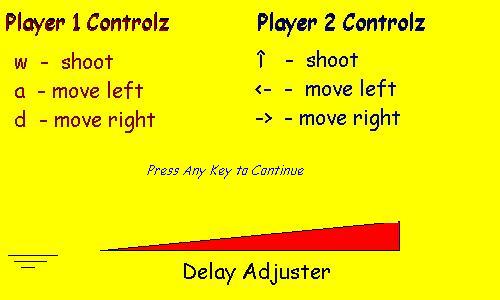 Player 1 Controlz
w - shoot
a - move left
d - move right
Player 2 Controlz
↑ - shoot
<- - move left
-> - move right
Press Any Key to Continue
Delay Adjuster